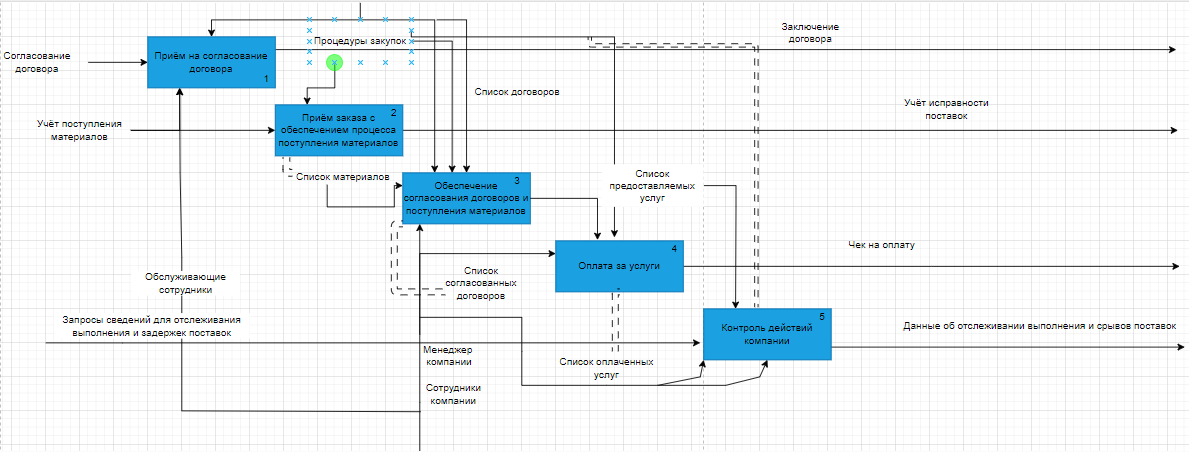 Заключение
договора
Процедуры закупок
Согласование
договора
Приём на согласование
договора
1
Список договоров
Учёт исправности
поставок
Учёт поступления
материалов
2
Приём заказа с
обеспечением процесса
поступления материалов
Список материалов
Список
предоставляемых
услуг
3
Обеспечение
согласования договоров и
поступления материалов
Чек на оплату
4
Оплата за услуги
Обслуживающие
сотрудники
Список
согласованных
договоров
Запросы сведений для отслеживания
выполнения и задержек поставок
5
Контроль действий
компании
Данные об отслеживании выполнения и срывов поставок
Менеджер
компании
Список оплаченных
услуг
Сотрудники
компании